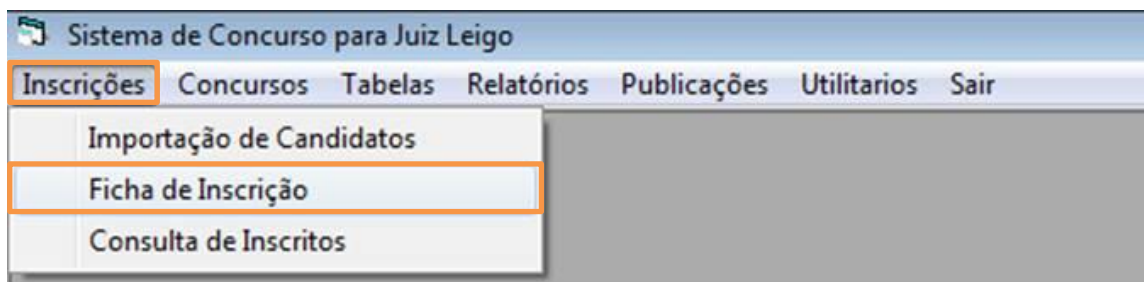 Sistema de Concurso para Juiz Leigo
Inscrições Concursos Tabelas Relatórios Publicações Utilitarios Sair
Importação de Candidatos
Ficha de Inscrição
Consulta de Inscritos